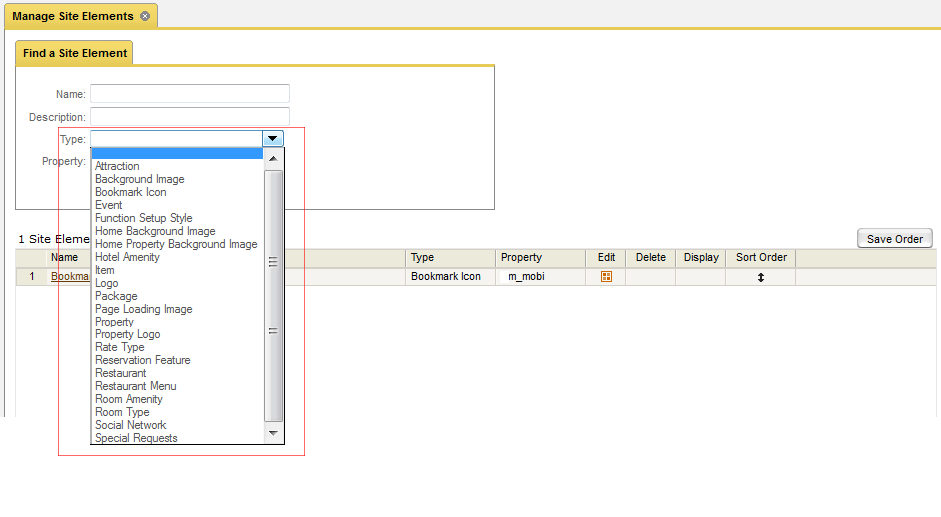 Manage Site Elements
Find a Site Element
Name:
Description:
Type:
Property:
Attraction
Background Image
Bookmark Icon
Event
Function Setup Style
Home Background Image
Home Property Background Image
Hotel Amenity
Item
Logo
Package
Page Loading Image
Property
Property Logo
Rate Type
Reservation Feature
Restaurant
Restaurant Menu
Room Amenity
Room Type
Social Network
Special Requests
1 Site Eleme
Save Order
Name Type Property Edit Delete Display Sort Order
1 Bookma Bookmark Icon m_mobi